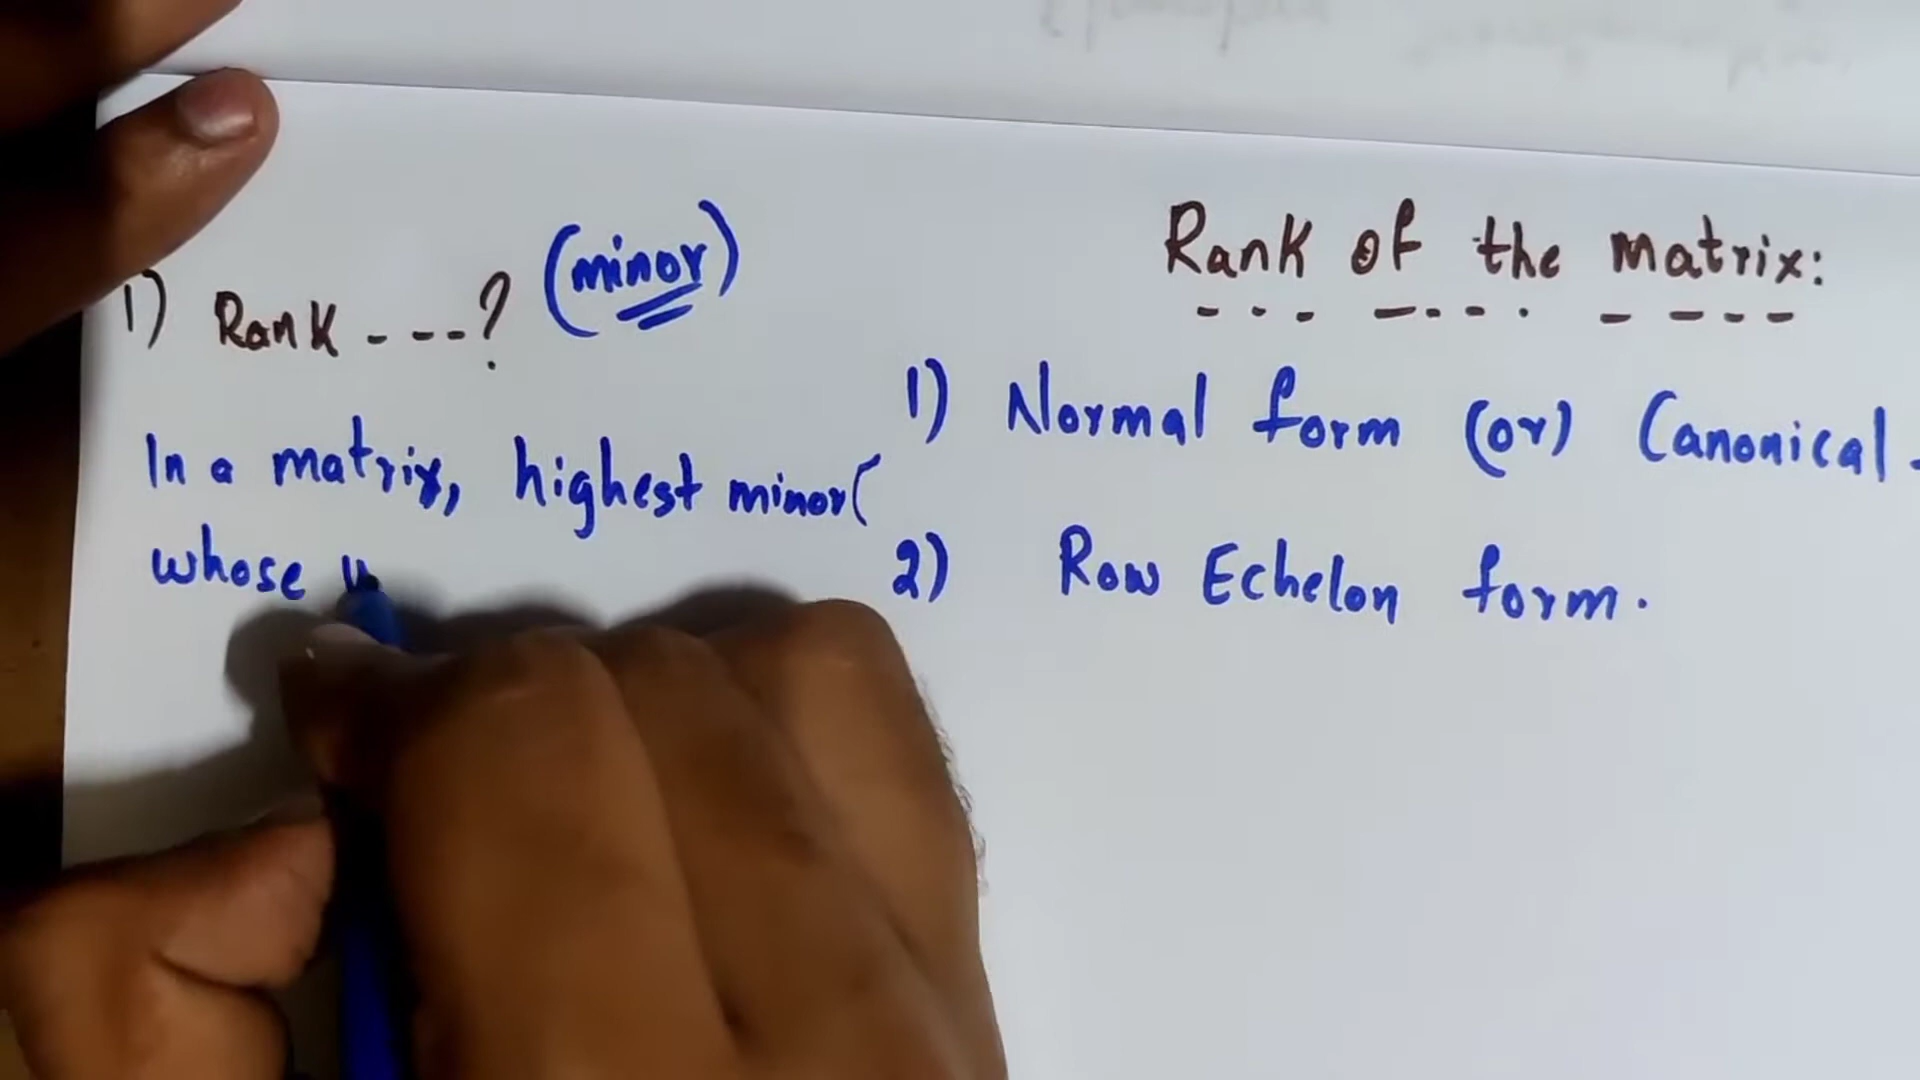 1) Rank - - - ? (minor)
In a matrix, highest minor(
whose
Rank of the matrix:
1) Normal form (or) Canonical
2) Row Echelon form.